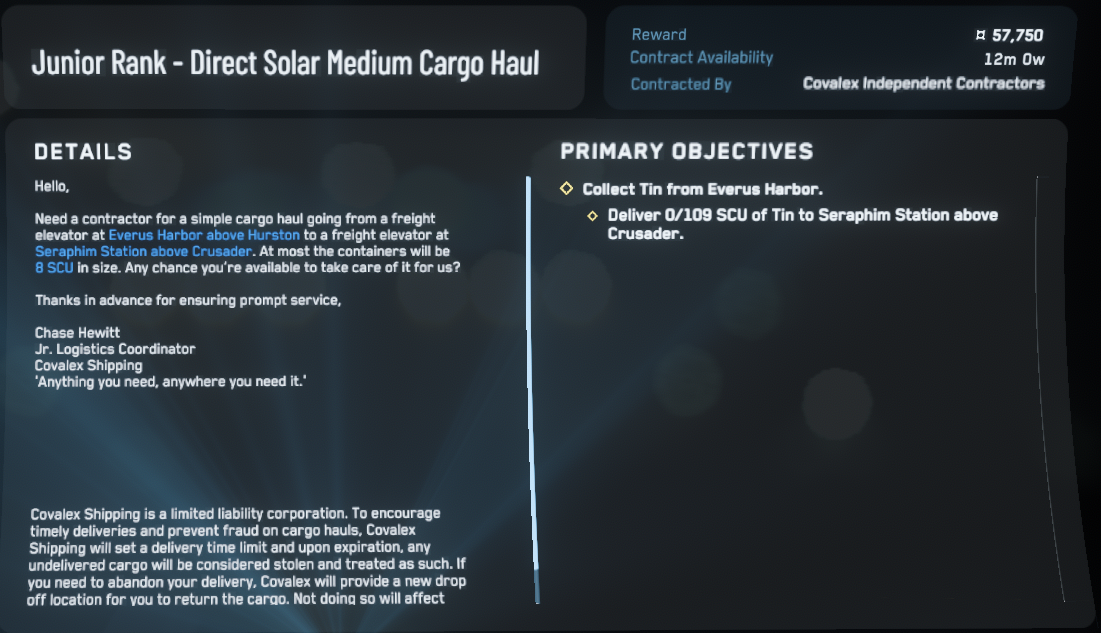 Junior Rank - Direct Solar Medium Cargo Haul
Reward ¤ 57,750
Contract Availability 12m 0w
Contracted By Covalex Independent Contractors
DETAILS
Hello,
Need a contractor for a simple cargo haul going from a freight
elevator at Everus Harbor above Hurston to a freight elevator at
Seraphim Station above Crusader. At most the containers will be
8 SCU in size. Any chance you're available to take care of it for us?
Thanks in advance for ensuring prompt service,
Chase Hewitt
Jr. Logistics Coordinator
Covalex Shipping
'Anything you need, anywhere you need it.'
Covalex Shipping is a limited liability corporation. To encourage
timely deliveries and prevent fraud on cargo hauls, Covalex
Shipping will set a delivery time limit and upon expiration, any
undelivered cargo will be considered stolen and treated as such. If
you need to abandon your delivery, Covalex will provide a new drop
off location for you to return the cargo. Not doing so will affect
PRIMARY OBJECTIVES
Collect Tin from Everus Harbor.
Deliver 0/109 SCU of Tin to Seraphim Station above
Crusader.